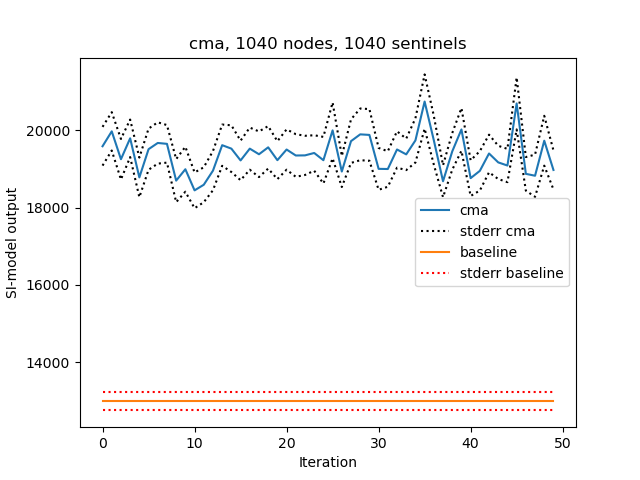 cma, 1040 nodes, 1040 sentinels
SI-model output
20000
18000
16000
14000
cma
stderr cma
baseline
stderr baseline
0 10 20 30 40 50
Iteration